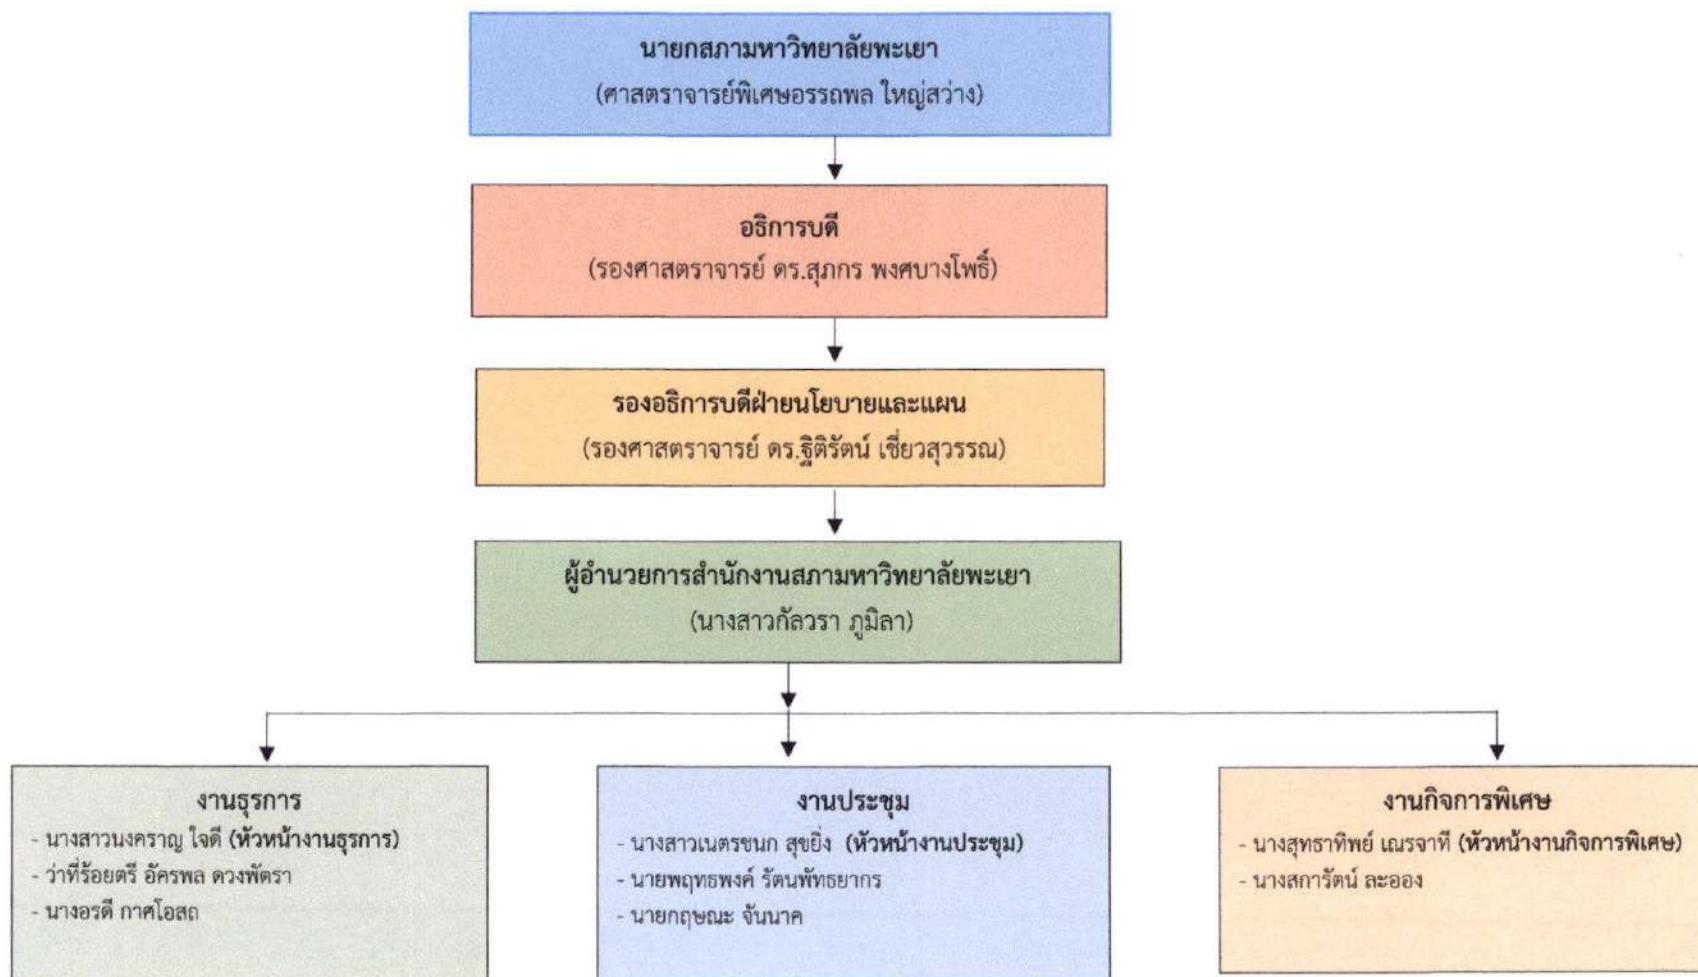 นายกสภามหาวิทยาลัยพะเยา
(ศาสตราจารย์พิเศษอรรถพล ใหญ่สว่าง)
อธิการบดี
(รองศาสตราจารย์ ดร.สุภกร พงศบางโพธิ์)
รองอธิการบดีฝ่ายนโยบายและแผน
(รองศาสตราจารย์ ดร.ฐิติรัตน์ เชี่ยวสุวรรณ)
ผู้อำนวยการสำนักงานสภามหาวิทยาลัยพะเยา
(นางสาวกัลวรา ภูมิลา)
งานธุรการ
- นางสาวนงคราญ ใจดี (หัวหน้างานธุรการ)
- ว่าที่ร้อยตรี อัครพล ดวงพัตรา
- นางอรดี กาศโอสถ
งานประชุม
- นางสาวเนตรชนก สุขยิ่ง (หัวหน้างานประชุม)
- นายพฤทธพงค์ รัตนพัทธยากร
- นายกฤษณะ จันนาค
งานกิจการพิเศษ
- นางสุทธาทิพย์ เณรจาที (หัวหน้างานกิจการพิเศษ)
- นางสการัตน์ ละออง